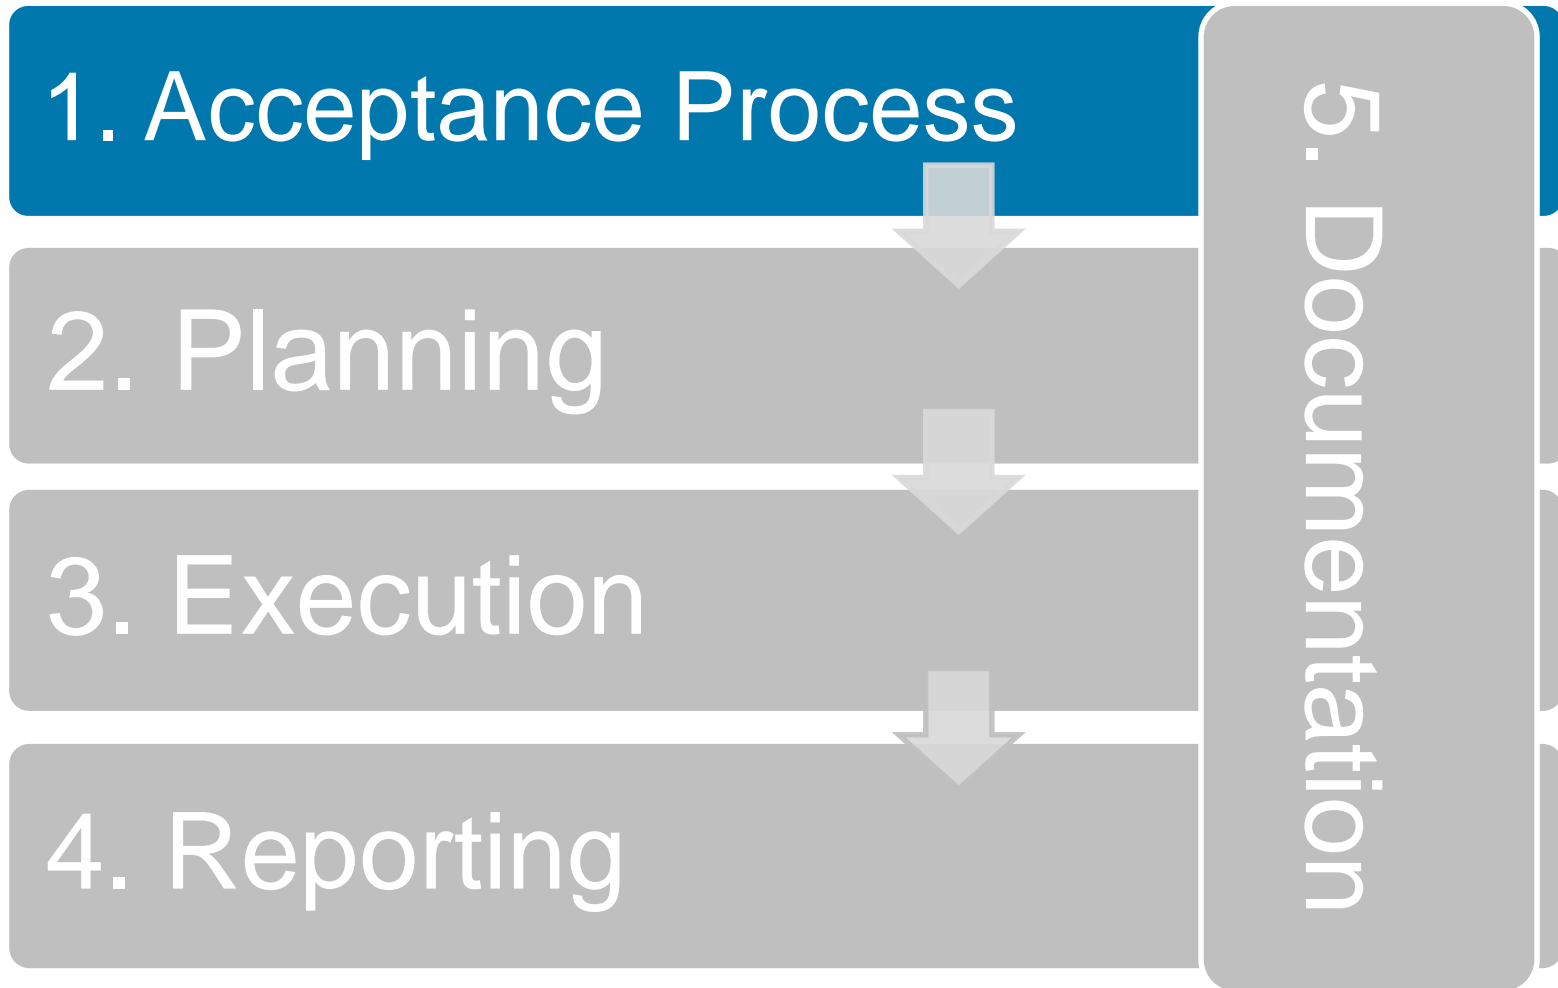 1. Acceptance Process
2. Planning
3. Execution
4. Reporting
5. Documentation